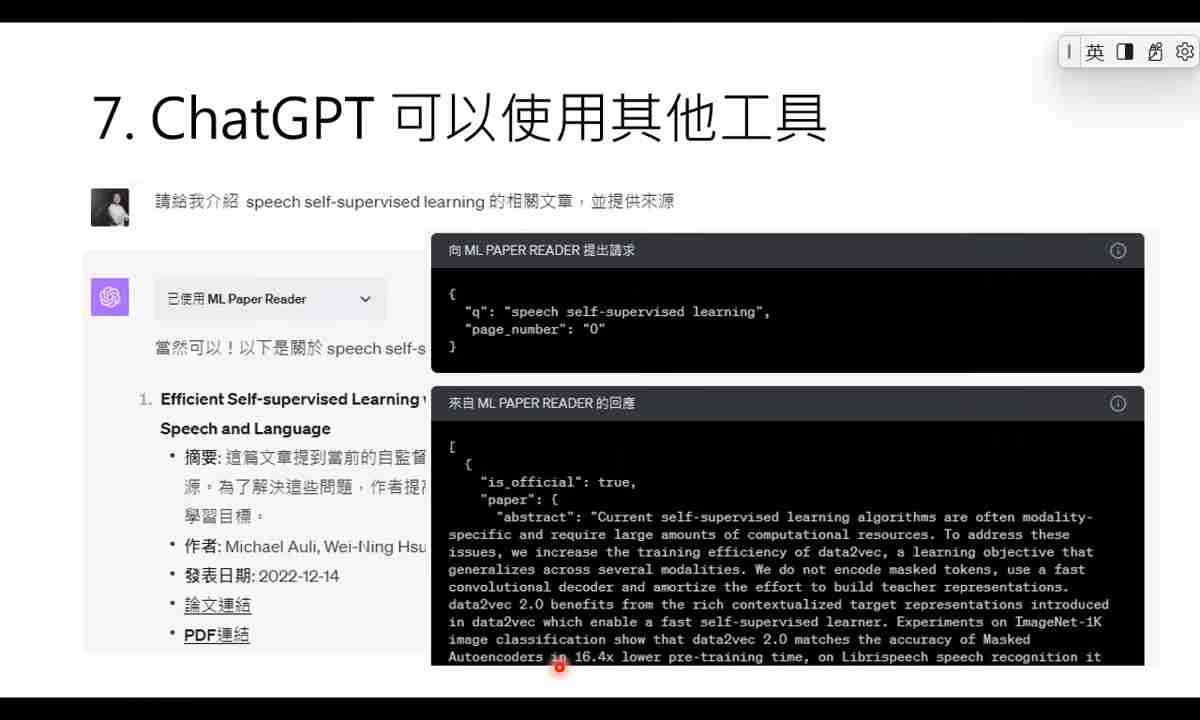 英
7. ChatGPT 可以使用其他工具
請給我介紹 speech self-supervised learning 的相關文章，並提供來源
已使用 ML Paper Reader
當然可以！以下是關於 speech self-s
1. Efficient Self-supervised Learning
Speech and Language
• 摘要: 這篇文章提到當前的自監督
源。為了解決這些問題，作者提高
學習目標。
• 作者: Michael Auli, Wei-Ning Hsu
• 發表日期: 2022-12-14
• 論文連結
• PDF連結
向 ML PAPER READER 提出請求
{
"q": "speech self-supervised learning",
"page_number": "0"
}
來自 ML PAPER READER 的回應
[
{
"is_official": true,
"paper": {
"abstract": "Current self-supervised learning algorithms are often modality-
specific and require large amounts of computational resources. To address these
issues, we increase the training efficiency of data2vec, a learning objective that
generalizes across several modalities. We do not encode masked tokens, use a fast
convolutional decoder and amortize the effort to build teacher representations.
data2vec 2.0 benefits from the rich contextualized target representations introduced
in data2vec which enable a fast self-supervised learner. Experiments on ImageNet-1K
image classification show that data2vec 2.0 matches the accuracy of Masked
Autoencoders in 16.4x lower pre-training time, on Librispeech speech recognition it